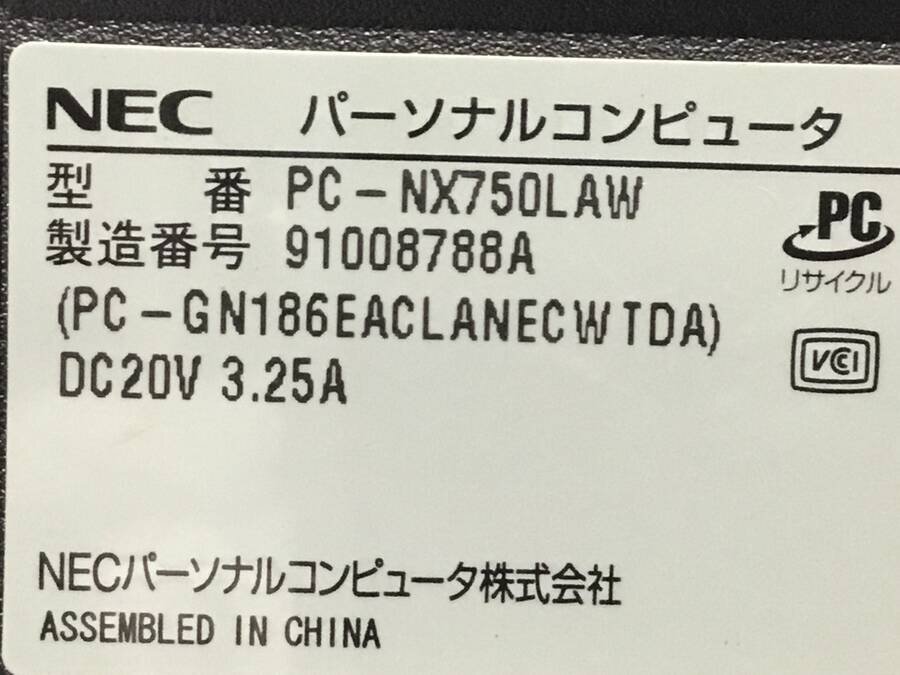 NEC パーソナルコンピュータ
型 番 PC-NX750LAW
製造番号 91008788A
(PC-GN186EACLANECWTDA)
DC20V 3.25A
PC
リサイクル
VCCI
NECパーソナルコンピュータ株式会社
ASSEMBLED IN CHINA